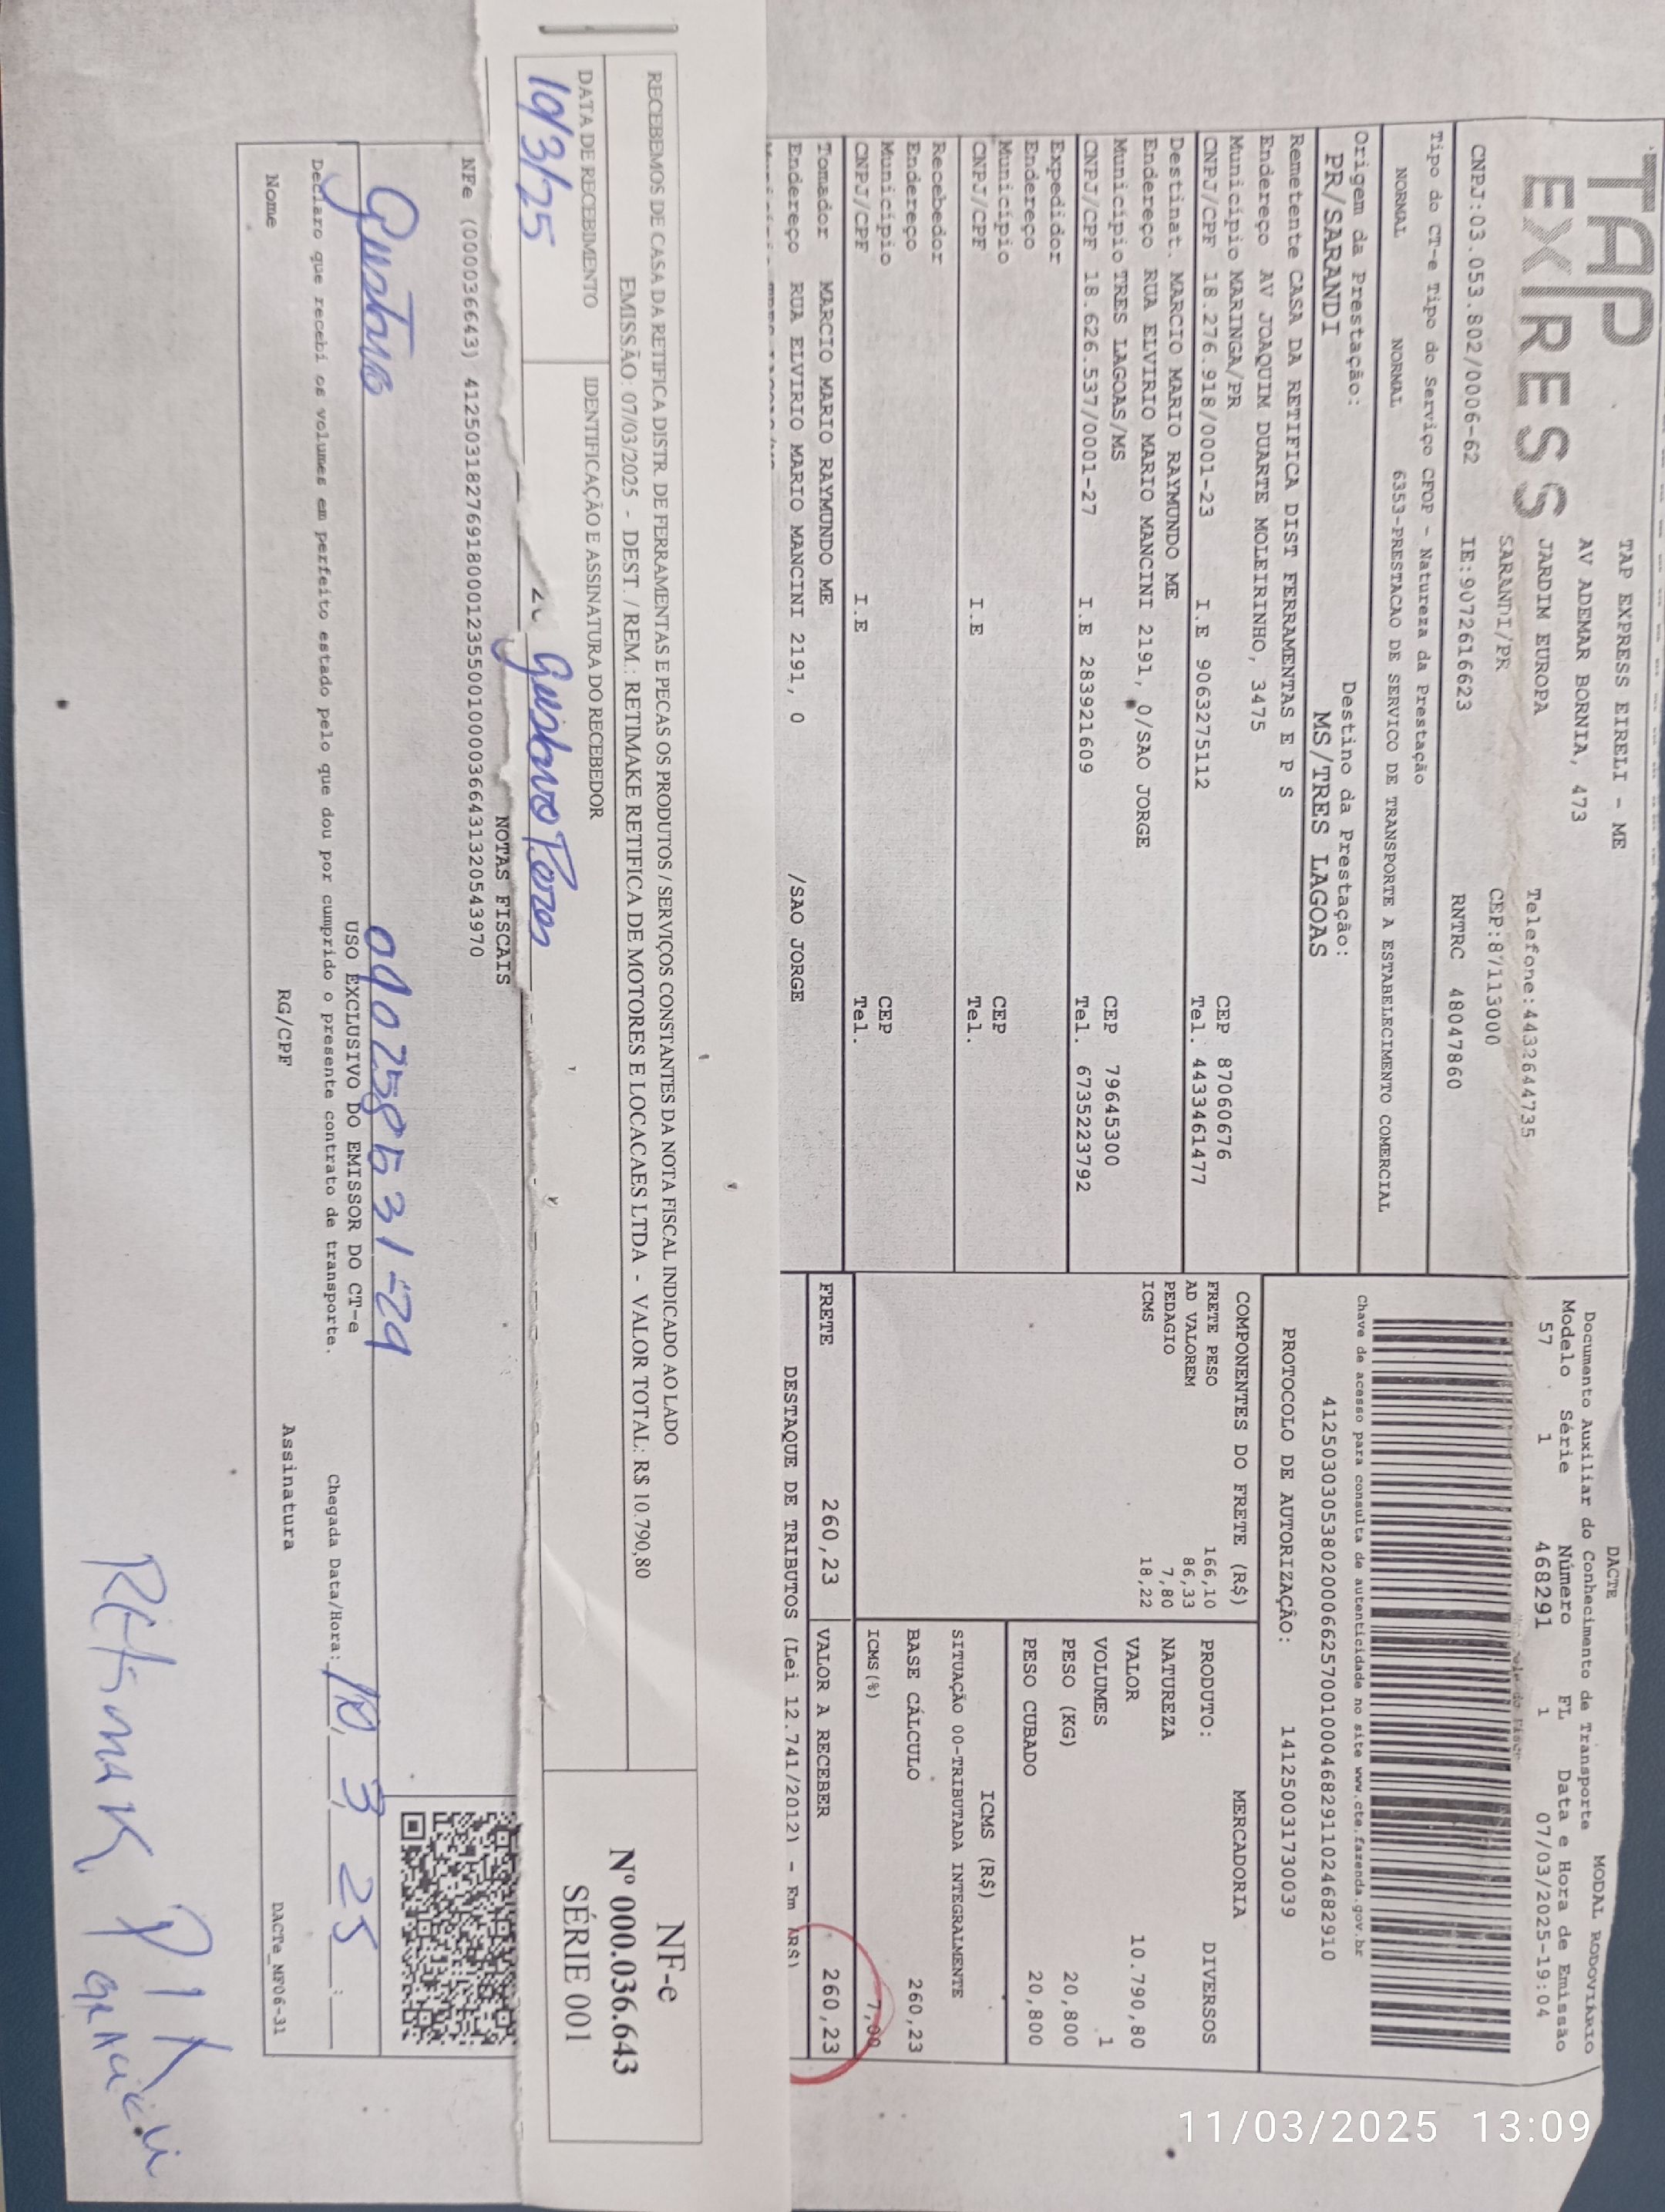 TAP
EXPRESS
TAP EXPRESS EIRELI - ME
AV ADEMAR BORNIA, 473
JARDIM EUROPA Telefone:4432644735
SARANDI/PR CEP:87113000
CNPJ:03.053.802/0006-62 IE:9072616623 RNTRC 48047860
DACTE MODAL RODOVIÁRIO
Documento Auxiliar do Conhecimento de Transporte
Modelo Série Número FL Data e Hora de Emissão
57 1 468291 1 07/03/2025-19:04
Chave de acesso para consulta de autenticidade no site www.cte.fazenda.gov.br
41250303053802000662570010004682911024682910
PROTOCOLO DE AUTORIZAÇÃO: 141250031730039
Tipo do CT-e Tipo do Serviço CFOP - Natureza da Prestação
NORMAL NORMAL 6353-PRESTACAO DE SERVICO DE TRANSPORTE A ESTABELECIMENTO COMERCIAL
Origem da Prestação: Destino da Prestação:
PR/SARANDI MS/TRES LAGOAS
Remetente CASA DA RETIFICA DIST FERRAMENTAS E P S
Endereço AV JOAQUIM DUARTE MOLEIRINHO, 3475
Município MARINGA/PR CEP 87060676
CNPJ/CPF 18.276.918/0001-23 I.E 9063275112 Tel. 443346147​7
Destinat. MARCIO MARIO RAYMUNDO ME
Endereço RUA ELVIRIO MARIO MANCINI 2191, 0/SAO JORGE
Município TRES LAGOAS/MS CEP 79645300
CNPJ/CPF 18.626.537/0001-27 I.E 283921609 Tel. 6735223792
Expedidor
Endereço
Município CEP
CNPJ/CPF I.E Tel.
Recebedor
Endereço
Município CEP
CNPJ/CPF I.E Tel.
Tomador MARCIO MARIO RAYMUNDO ME
Endereço RUA ELVIRIO MARIO MANCINI 2191, 0 /SAO JORGE
COMPONENTES DO FRETE (R$)
FRETE PESO 166,10
AD VALOREM 86,33
PEDAGIO 7,80
ICMS 18,22
MERCADORIA
PRODUTO: DIVERSOS
NATUREZA
VALOR 10.790,80
VOLUMES 1
PESO (KG) 20,800
PESO CUBADO 20,800
ICMS (R$)
SITUAÇÃO 00-TRIBUTADA INTEGRALMENTE
BASE CÁLCULO 260,23
ICMS(%) 7,00
FRETE 260,23 VALOR A RECEBER 260,23
DESTAQUE DE TRIBUTOS (Lei 12.741/2012) - Em (R$)
RECEBEMOS DE CASA DA RETIFICA DISTR. DE FERRAMENTAS E PECAS OS PRODUTOS / SERVIÇOS CONSTANTES DA NOTA FISCAL INDICADO AO LADO
EMISSÃO: 07/03/2025 - DEST. / REM.: RETIMAKE RETIFICA DE MOTORES E LOCACAES LTDA - VALOR TOTAL: R$ 10.790,80
DATA DE RECEBIMENTO IDENTIFICAÇÃO E ASSINATURA DO RECEBEDOR
10/3/25 Gustavo Peres
NF-e
Nº 000.036.643
SÉRIE 001
NOTAS FISCAIS
NFe (00036643) 41250318276918000123550010000366431320543970
Gustavo
USO EXCLUSIVO DO EMISSOR DO CT-e
Declaro que recebi os volumes em perfeito estado pelo que dou por cumprido o presente contrato de transporte.
Chegada Data/Hora: 10 3 25
Nome RG/CPF Assinatura DACTe_MF06-31
11/03/2025 13:09